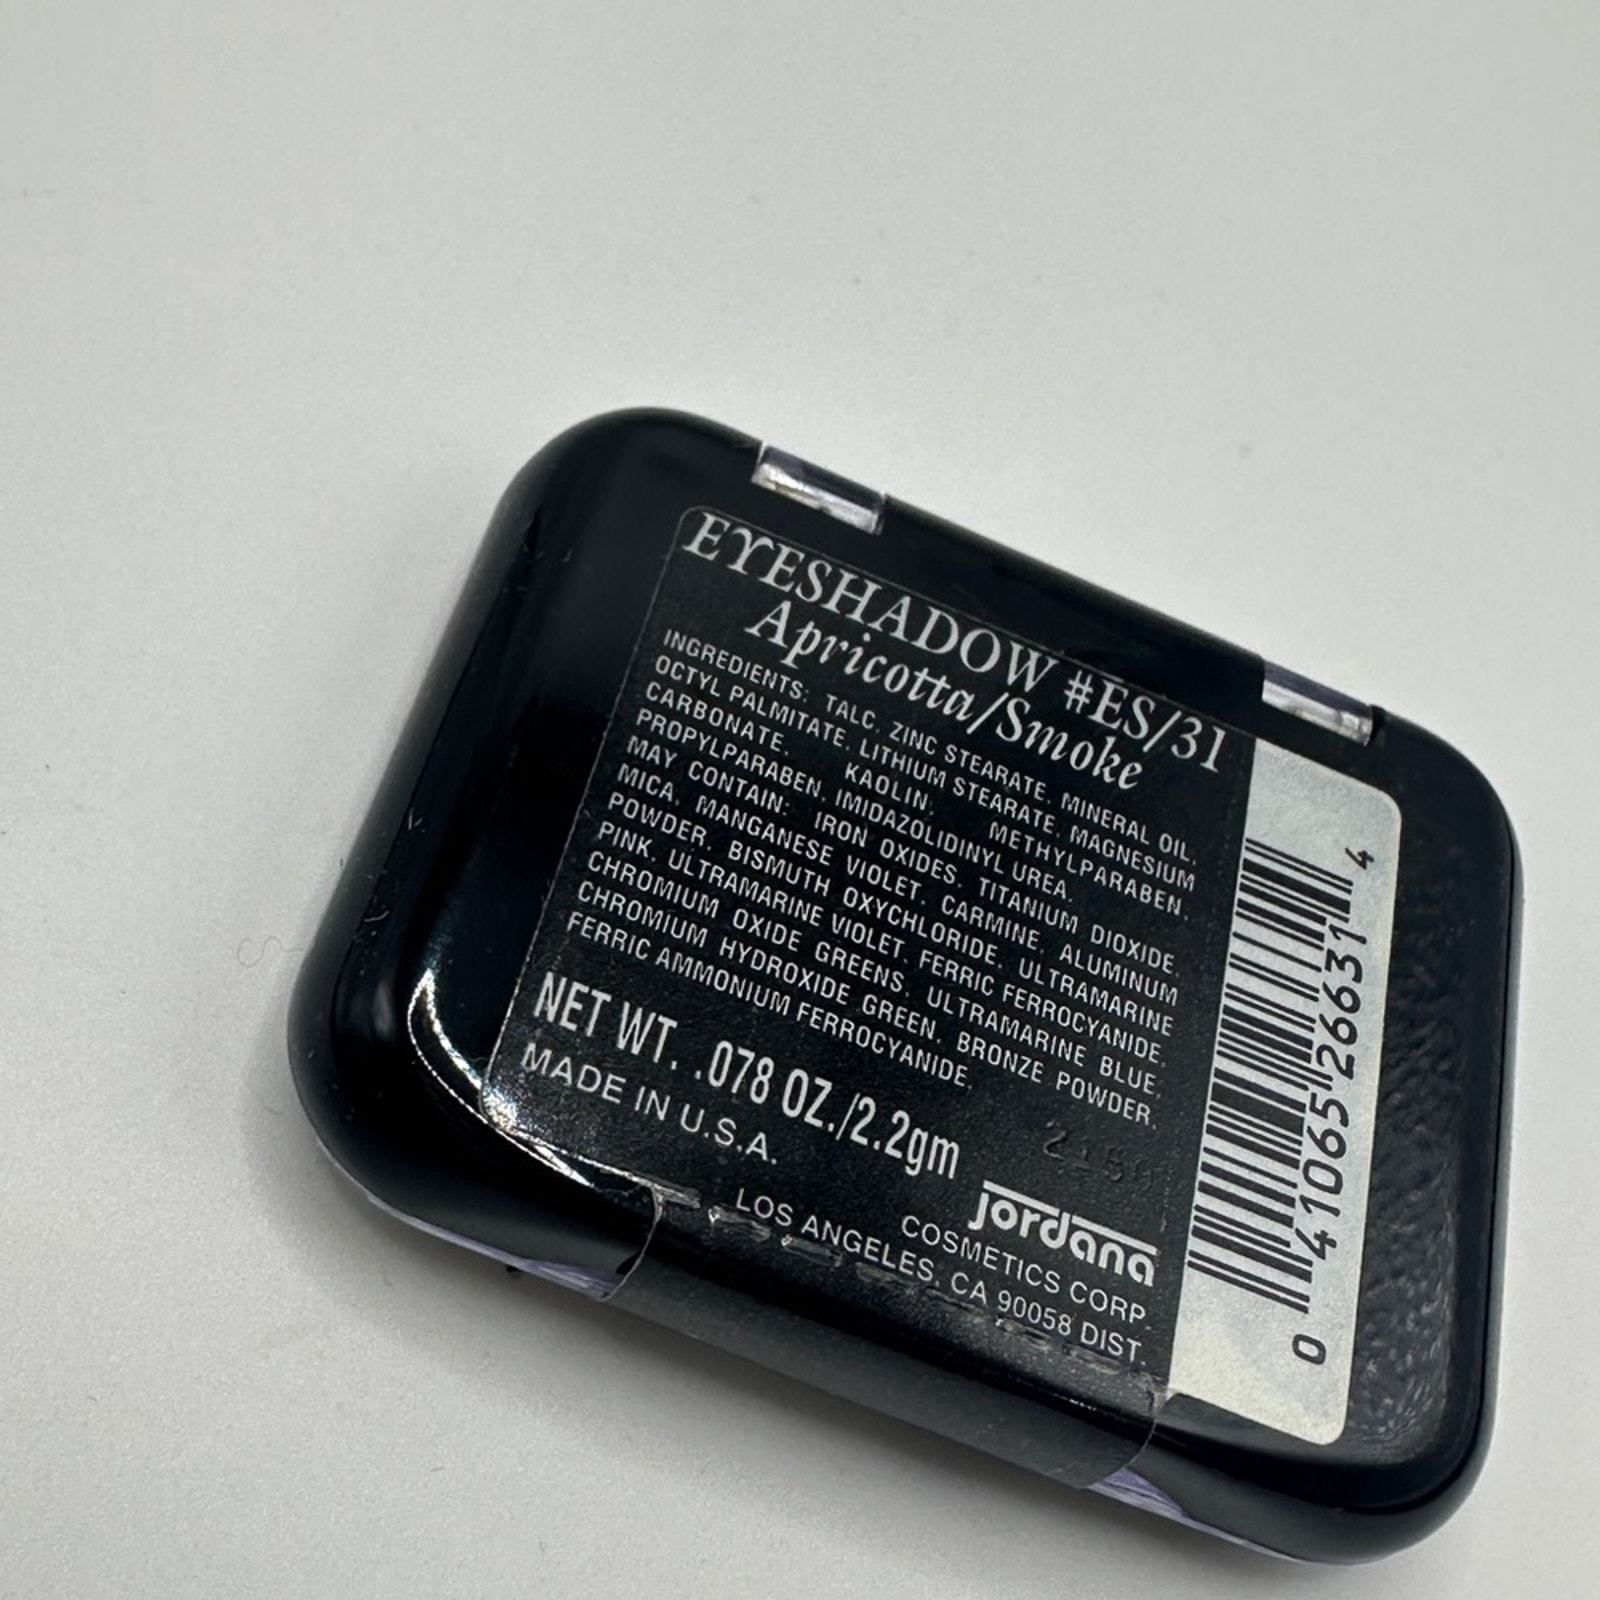 EYESHADOW #ES/31
Apricotta/Smoke
INGREDIENTS: TALC, ZINC STEARATE, MINERAL OIL,
OCTYL PALMITATE, LITHIUM STEARATE, MAGNESIUM
CARBONATE, KAOLIN, METHYLPARABEN,
PROPYLPARABEN, IMIDAZOLIDINYL UREA.
MAY CONTAIN: IRON OXIDES, TITANIUM DIOXIDE,
MICA, MANGANESE VIOLET, CARMINE, ALUMINUM
POWDER, BISMUTH OXYCHLORIDE, ULTRAMARINE
PINK, ULTRAMARINE VIOLET, FERRIC FERROCYANIDE,
CHROMIUM OXIDE GREENS, ULTRAMARINE BLUE,
CHROMIUM HYDROXIDE GREEN, BRONZE POWDER,
FERRIC AMMONIUM FERROCYANIDE.
NET WT. .078 OZ./2.2gm
MADE IN U.S.A.
jordana
COSMETICS CORP.
LOS ANGELES, CA 90058 DIST.
0 41065 26631 4